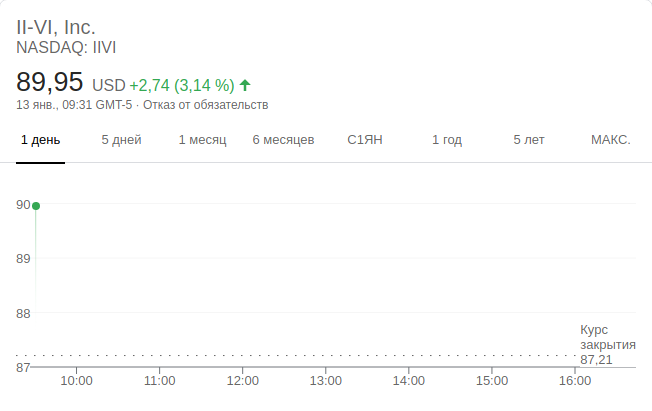 II-VI, Inc.
NASDAQ: IIVI
89,95 USD +2,74 (3,14 %)
13 янв., 09:31 GMT-5 · Отказ от обязательств
1 день 5 дней 1 месяц 6 месяцев С1ЯН 1 год 5 лет МАКС.
90
89
88
Курс
закрытия
87,21
87
10:00 11:00 12:00 13:00 14:00 15:00 16:00